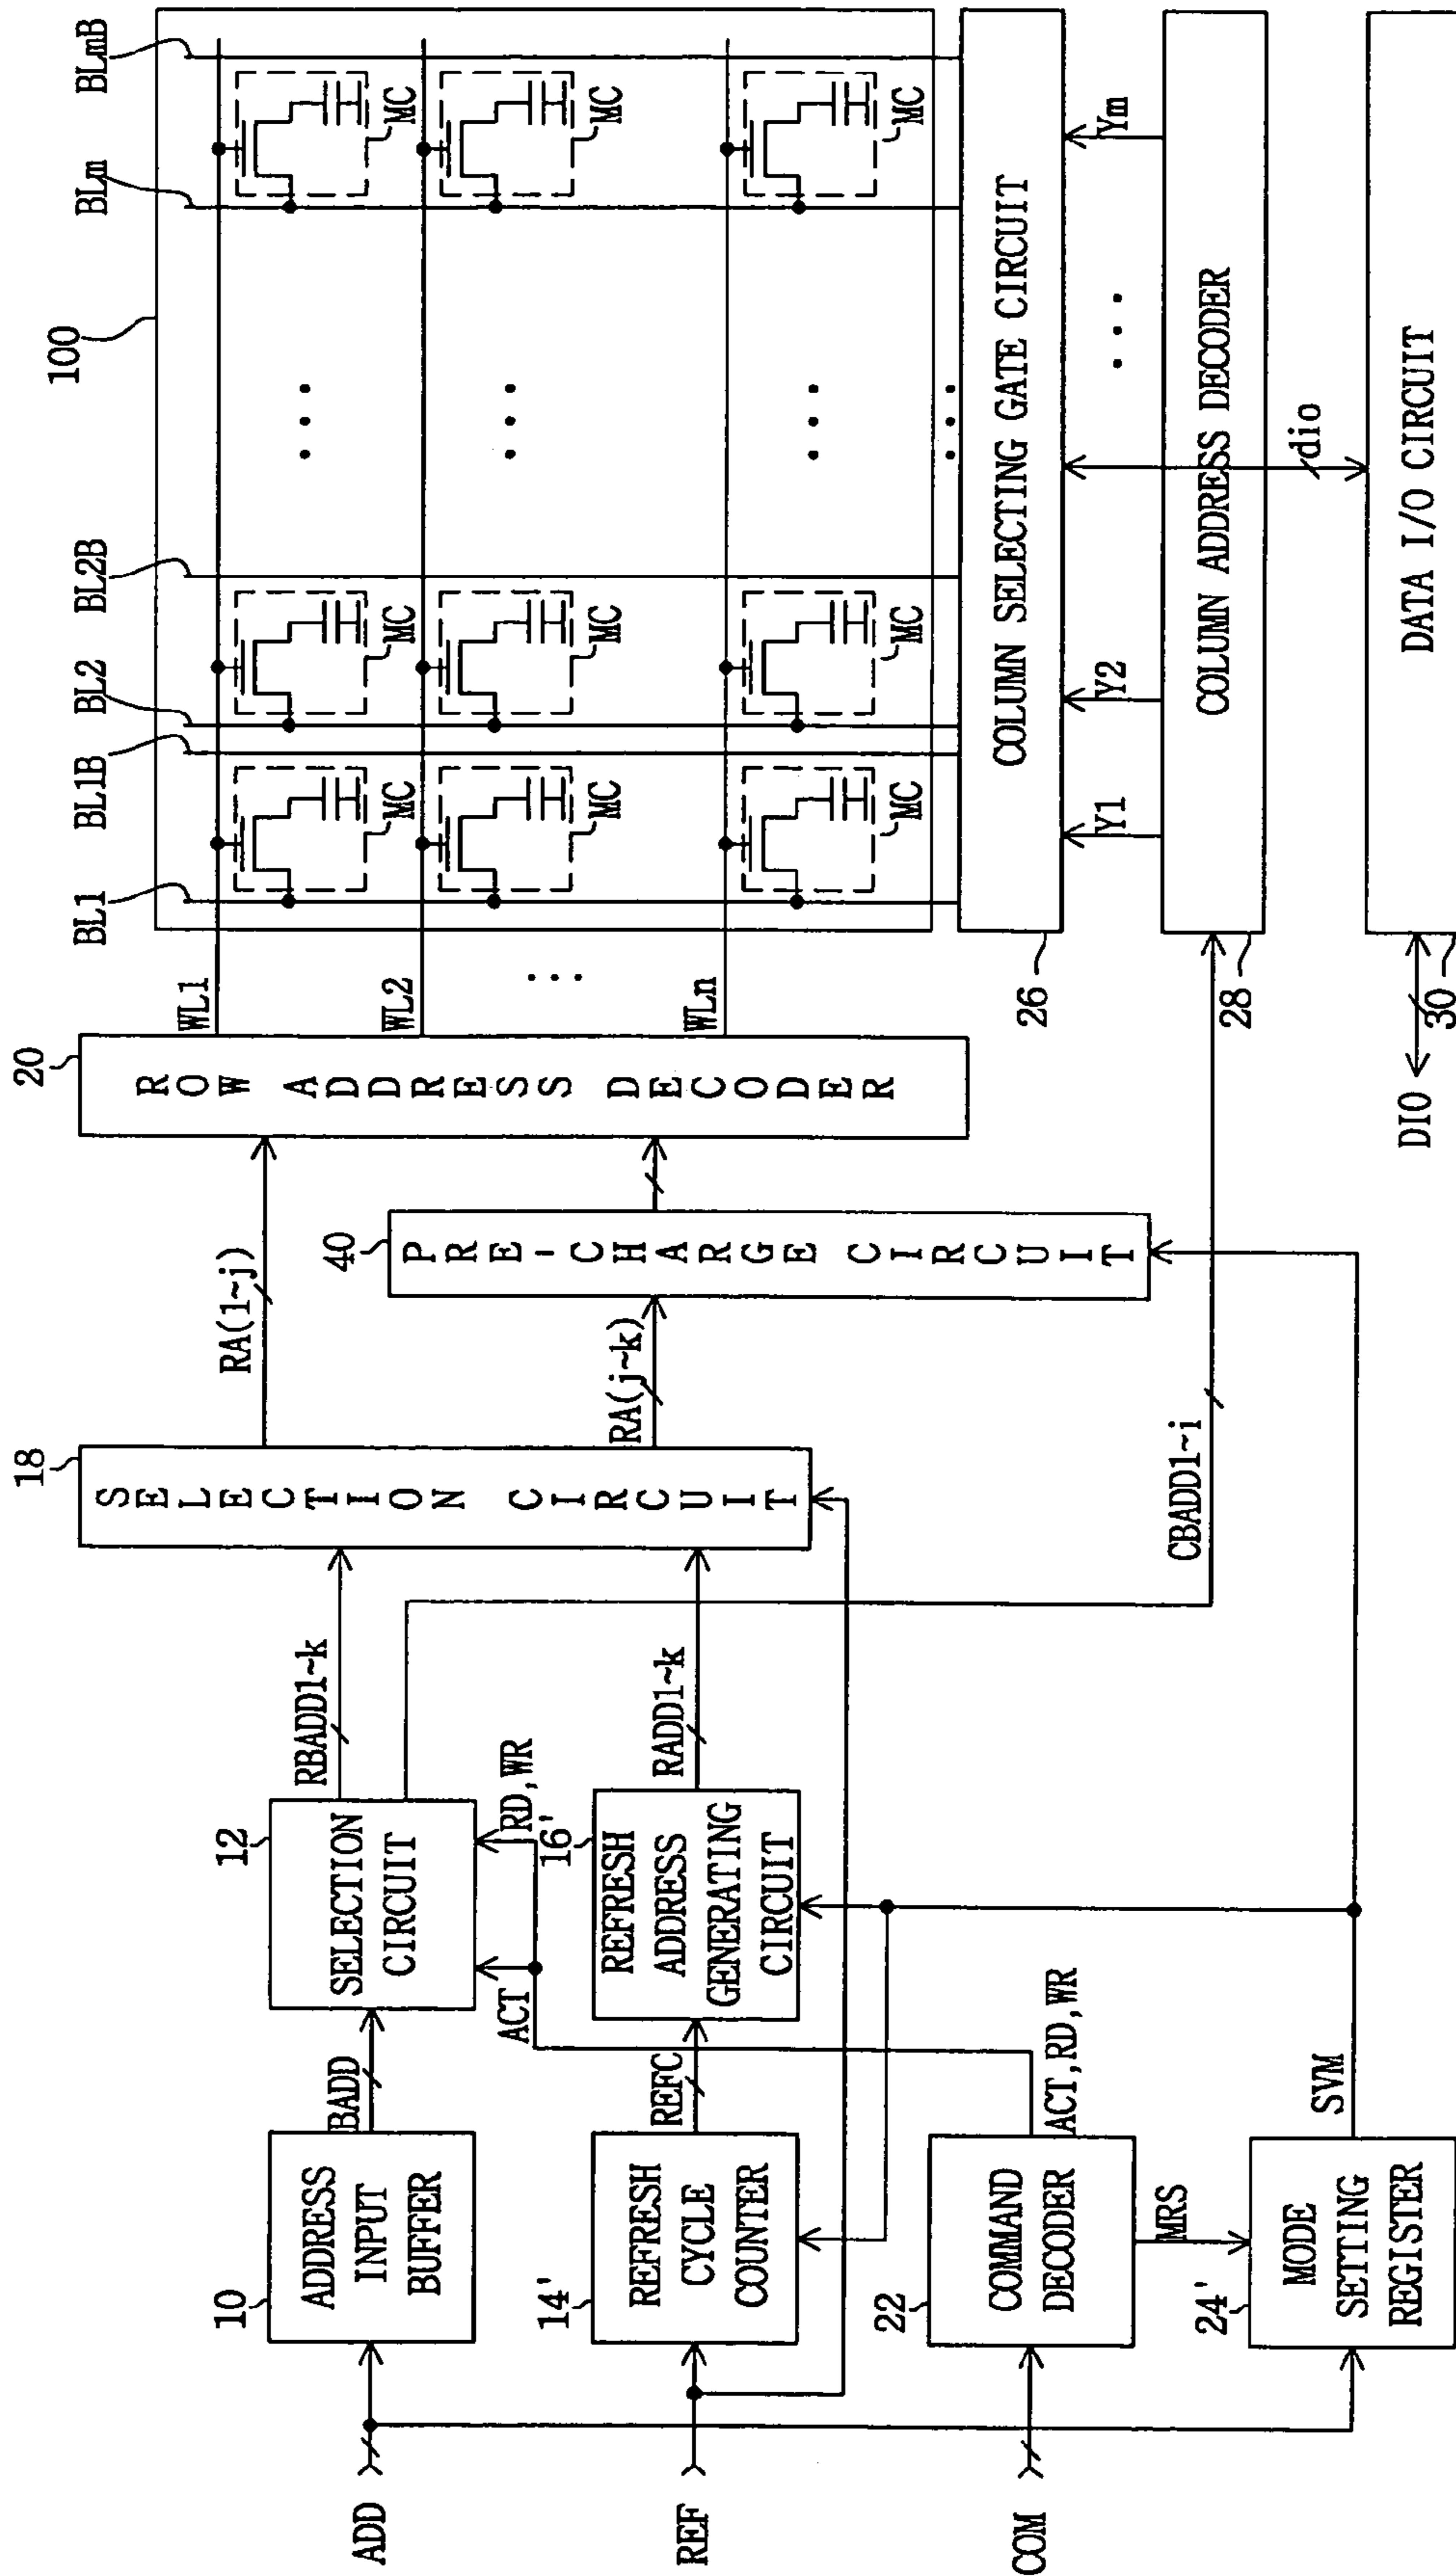 ADD
REF
COM
10
ADDRESS
INPUT
BUFFER
BADD
12
SELECTION
CIRCUIT
ACT
RD,WR
RBADD1~k
14'
REFRESH
CYCLE
COUNTER
REFC
16'
REFRESH
ADDRESS
GENERATING
CIRCUIT
RADD1~k
22
COMMAND
DECODER
ACT,RD,WR
MRS
24'
MODE
SETTING
REGISTER
SVM
18
SELECTION CIRCUIT
RA(1~j)
RA(j~k)
CBADD1~i
40
PRE-CHARGE CIRCUIT
20
ROW ADDRESS DECODER
WL1
WL2
...
WLn
100
BL1
BL1B
BL2
BL2B
BLm
BLmB
MC
MC
MC
...
MC
MC
MC
...
MC
MC
MC
...
...
26
COLUMN SELECTING GATE CIRCUIT
Y1
Y2
...
Ym
28
COLUMN ADDRESS DECODER
dio
30
DATA I/O CIRCUIT
DIO